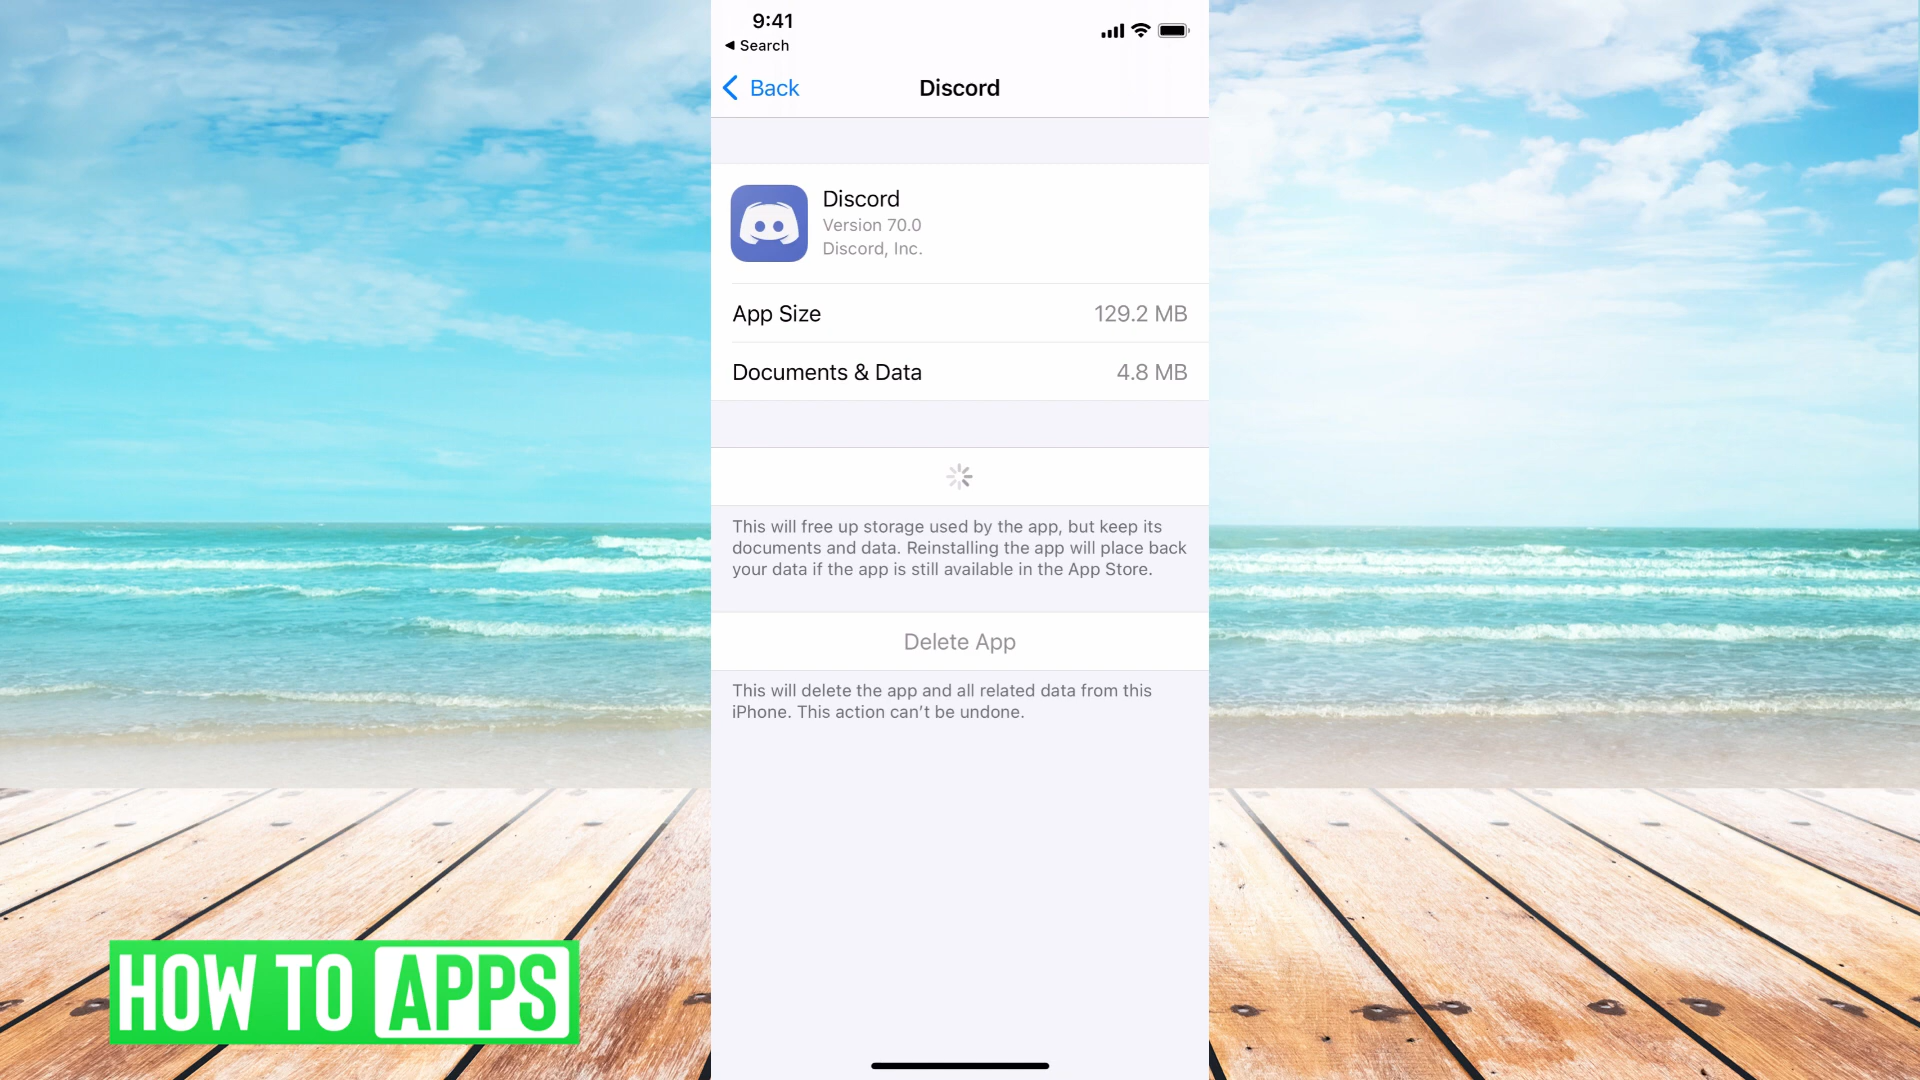 9:41
◀ Search
Back
Discord
Discord
Version 70.0
Discord, Inc.
App Size 129.2 MB
Documents & Data 4.8 MB
This will free up storage used by the app, but keep its
documents and data. Reinstalling the app will place back
your data if the app is still available in the App Store.
Delete App
This will delete the app and all related data from this
iPhone. This action can’t be undone.
HOW TO APPS